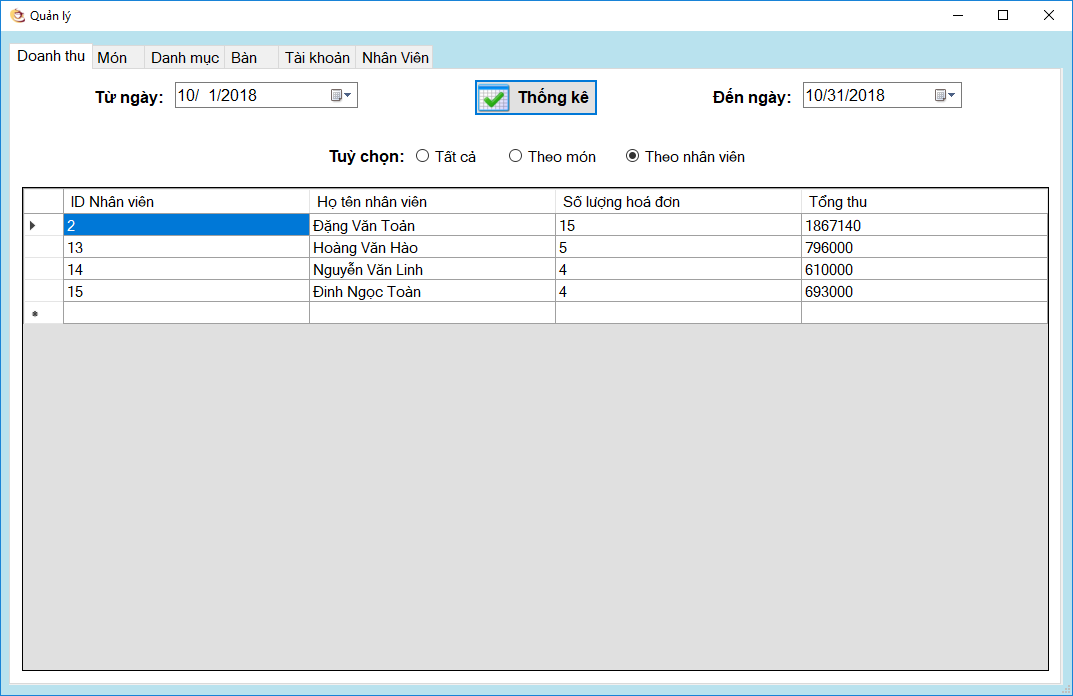 Quản lý
Doanh thu Món Danh mục Bàn Tài khoản Nhân Viên
Từ ngày: 10/ 1/2018 Thống kê Đến ngày: 10/31/2018
Tuỳ chọn: Tất cả Theo món Theo nhân viên
ID Nhân viên Họ tên nhân viên Số lượng hoá đơn Tổng thu
2 Đặng Văn Toản 15 1867140
13 Hoàng Văn Hào 5 796000
14 Nguyễn Văn Linh 4 610000
15 Đinh Ngọc Toàn 4 693000